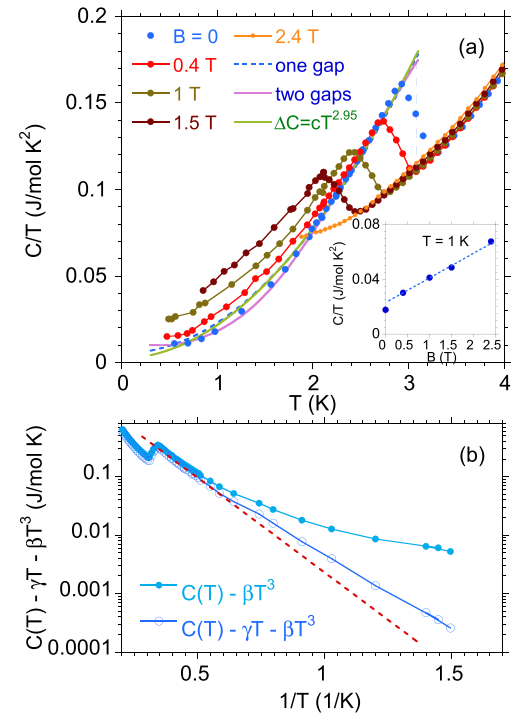 0.2
0.15
0.1
0.05
0
C/T (J/mol K²)
B = 0
0.4 T
1 T
1.5 T
2.4 T
one gap
two gaps
ΔC=cT^2.95
(a)
0.08
0.04
0
C/T (J/mol K²)
T = 1 K
0 0.5 1.5 2.5
B (T)
0 1 2 3 4
T (K)
0.1
0.01
0.001
0.0001
C(T) - γT - βT³ (J/mol K)
(b)
C(T) - βT³
C(T) - γT - βT³
0.5 1 1.5
1/T (1/K)